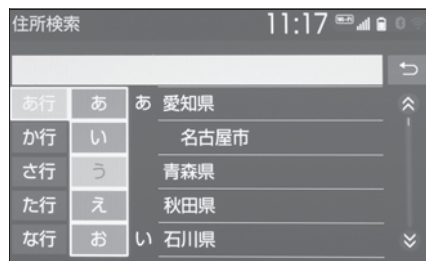 住所検索 11:17 Wi-Fi
あ行 あ あ 愛知県
か行 い 名古屋市
さ行 う 青森県
た行 え 秋田県
な行 お い 石川県